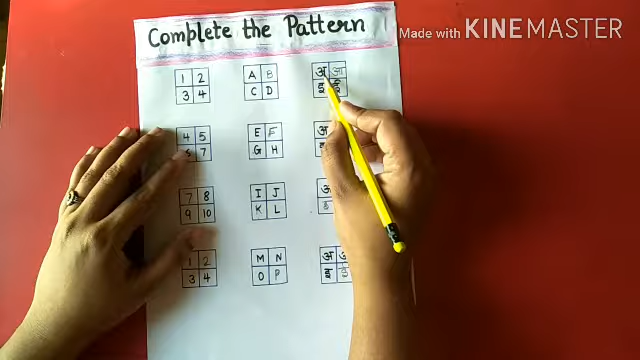 Complete the Pattern
Made with KINEMASTER
1 2 A B अ आ
3 4 C D इ ई
4 5 E F अ
6 7 G H इ
7 8 I J अ
9 10 K L इ
1 2 M N अ
3 4 O P इ